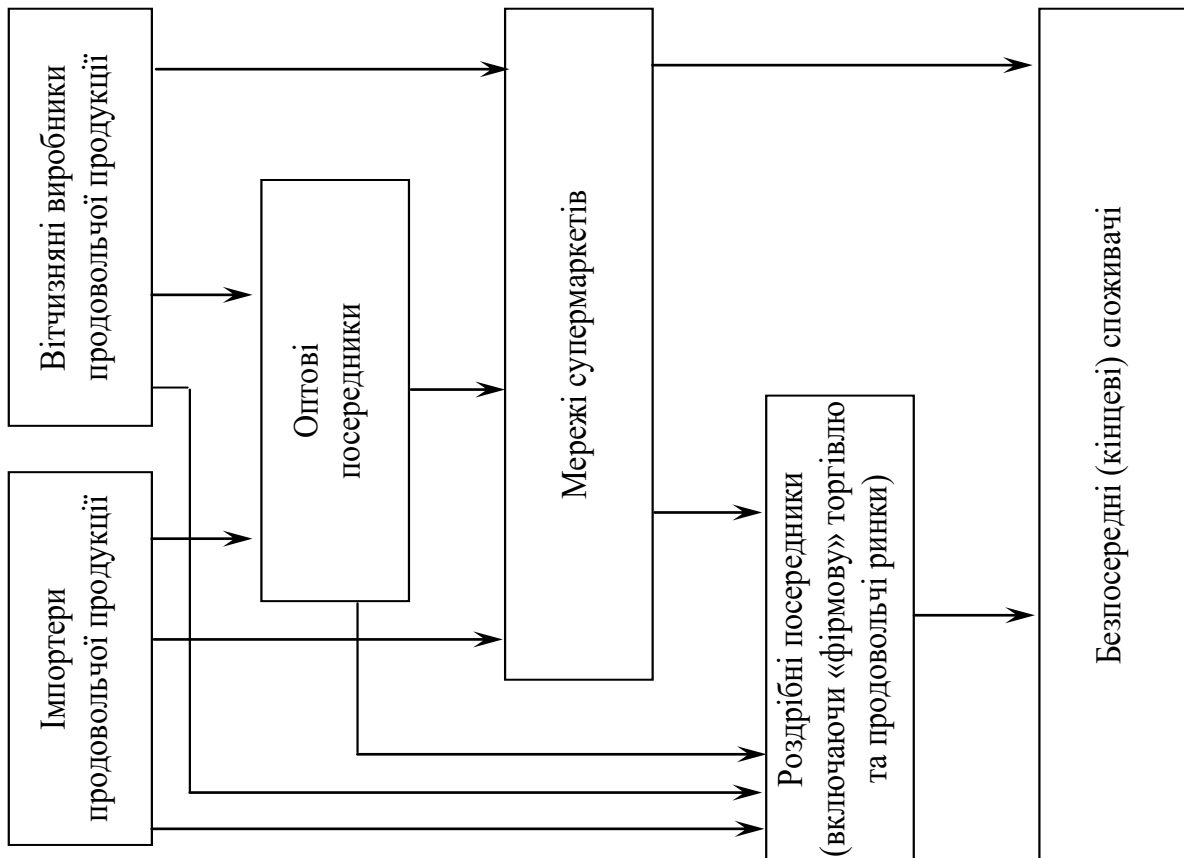 Імпортери
продовольчої продукції
Вітчизняні виробники
продовольчої продукції
Оптові
посередники
Мережі супермаркетів
Роздрібні посередники
(включаючи «фірмову» торгівлю
та продовольчі ринки)
Безпосередні (кінцеві) споживачі